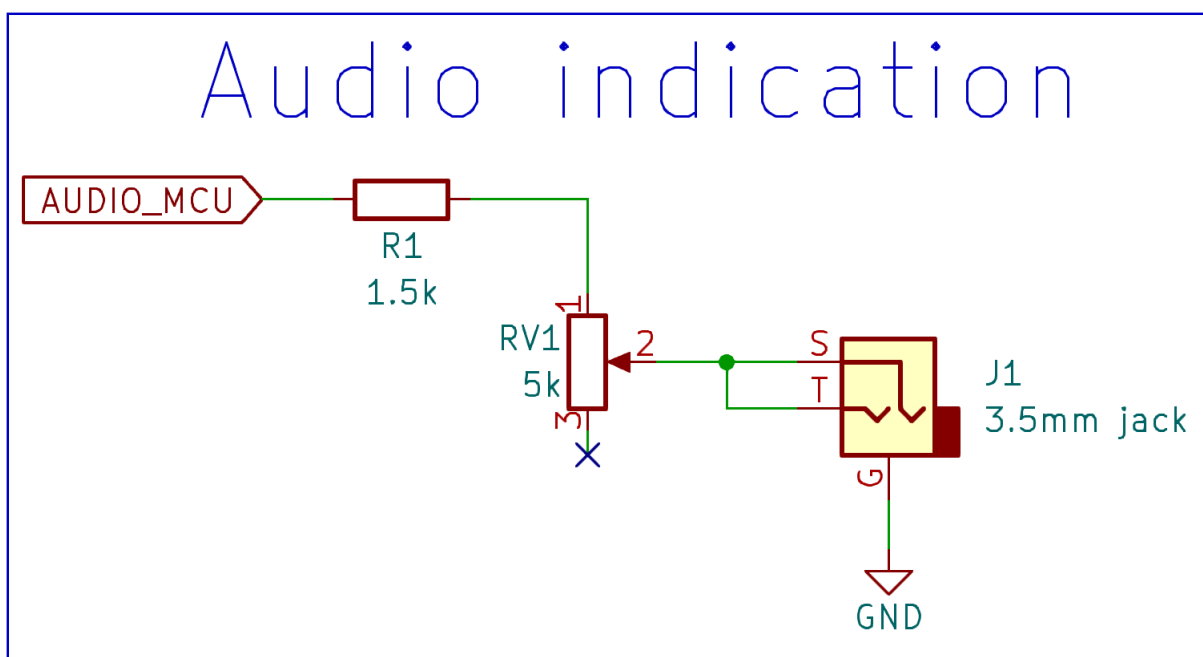 Audio indication
AUDIO_MCU
R1
1.5k
1
RV1
5k
2
3
S
T
J1
3.5mm jack
G
GND